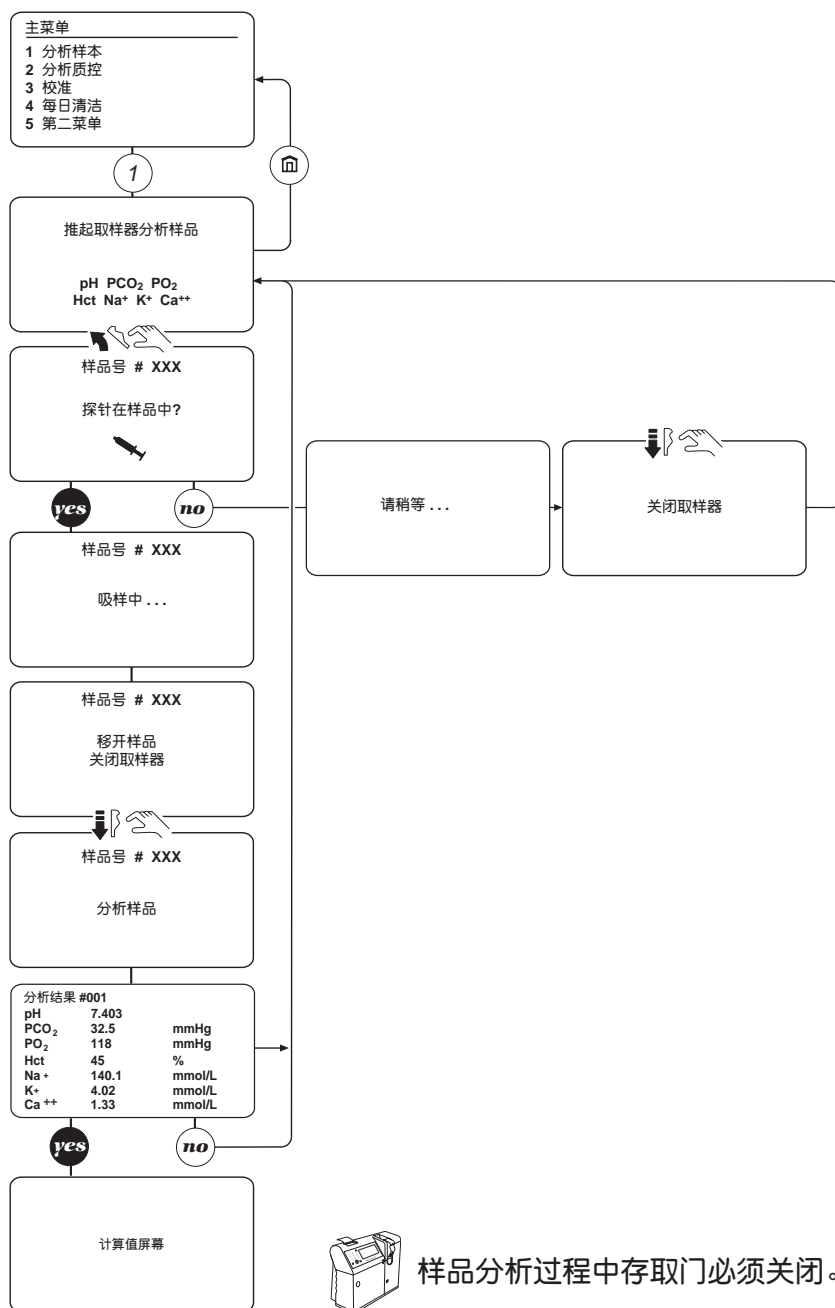 主菜单
1 分析样本
2 分析质控
3 校准
4 每日清洁
5 第二菜单
1
推起取样器分析样品
pH PCO₂ PO₂
Hct Na⁺ K⁺ Ca⁺⁺
样品号 # XXX
探针在样品中?
yes no
请稍等 . . .
关闭取样器
样品号 # XXX
吸样中 . . .
样品号 # XXX
移开样品
关闭取样器
样品号 # XXX
分析样品
分析结果 #001
pH 7.403
PCO₂ 32.5 mmHg
PO₂ 118 mmHg
Hct 45 %
Na⁺ 140.1 mmol/L
K⁺ 4.02 mmol/L
Ca⁺⁺ 1.33 mmol/L
yes no
计算值屏幕
样品分析过程中存取门必须关闭。